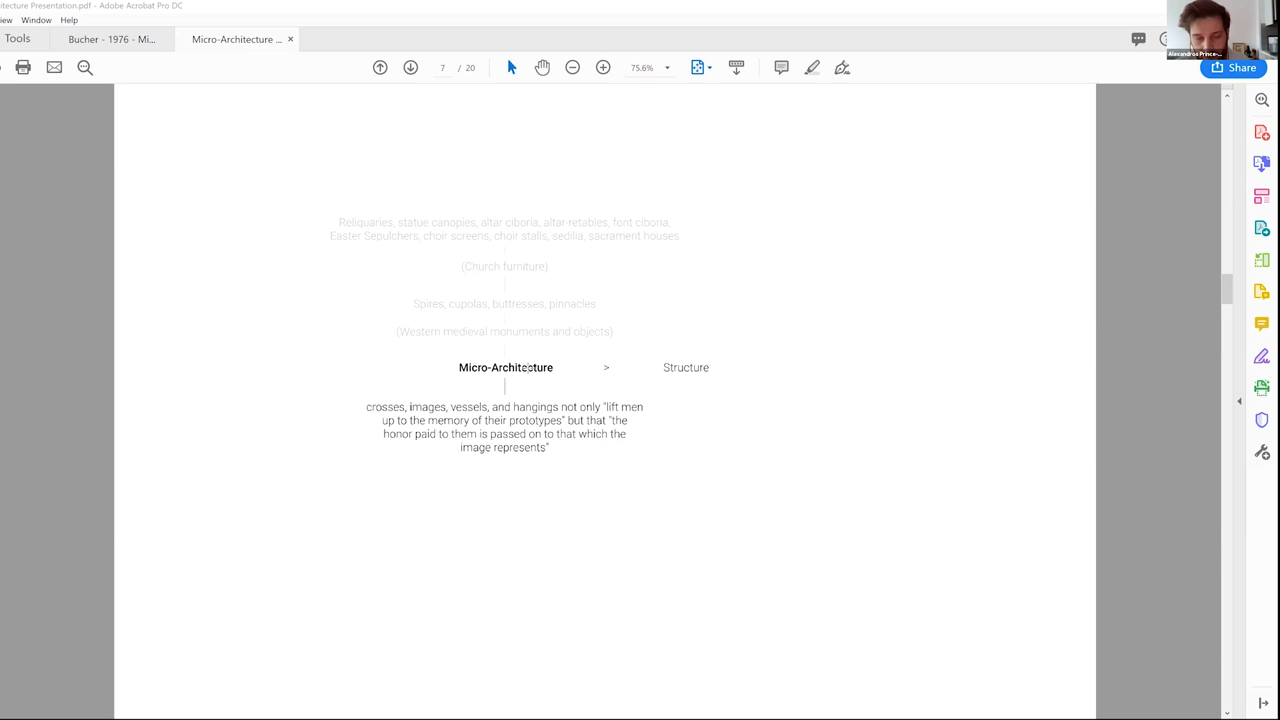 itecture Presentation.pdf - Adobe Acrobat Pro DC
iew Window Help
Tools
Bucher - 1976 - Mi...
Micro-Architecture ... ×
7 / 20
75.6%
Share
Alexandros Prince-...
Reliquaries, statue canopies, altar ciboria, altar-retables, font ciboria,
Easter Sepulchers, choir screens, choir stalls, sedilia, sacrament houses
(Church furniture)
Spires, cupolas, buttresses, pinnacles
(Western medieval monuments and objects)
Micro-Architecture > Structure
crosses, images, vessels, and hangings not only "lift men
up to the memory of their prototypes" but that "the
honor paid to them is passed on to that which the
image represents"